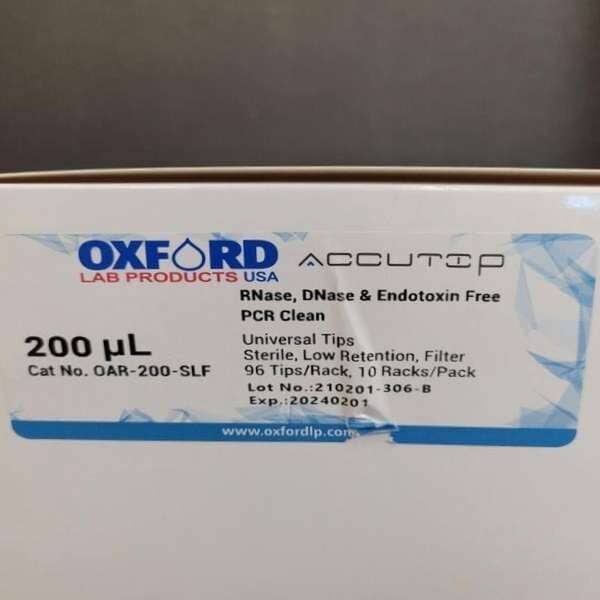 OXFORD ACCUTIP
LAB PRODUCTS USA
RNase, DNase & Endotoxin Free
PCR Clean
200 µL
Cat No. OAR-200-SLF
Universal Tips
Sterile, Low Retention, Filter
96 Tips/Rack, 10 Racks/Pack
Lot No.:210201-306-B
Exp.:20240201
www.oxfordlp.com